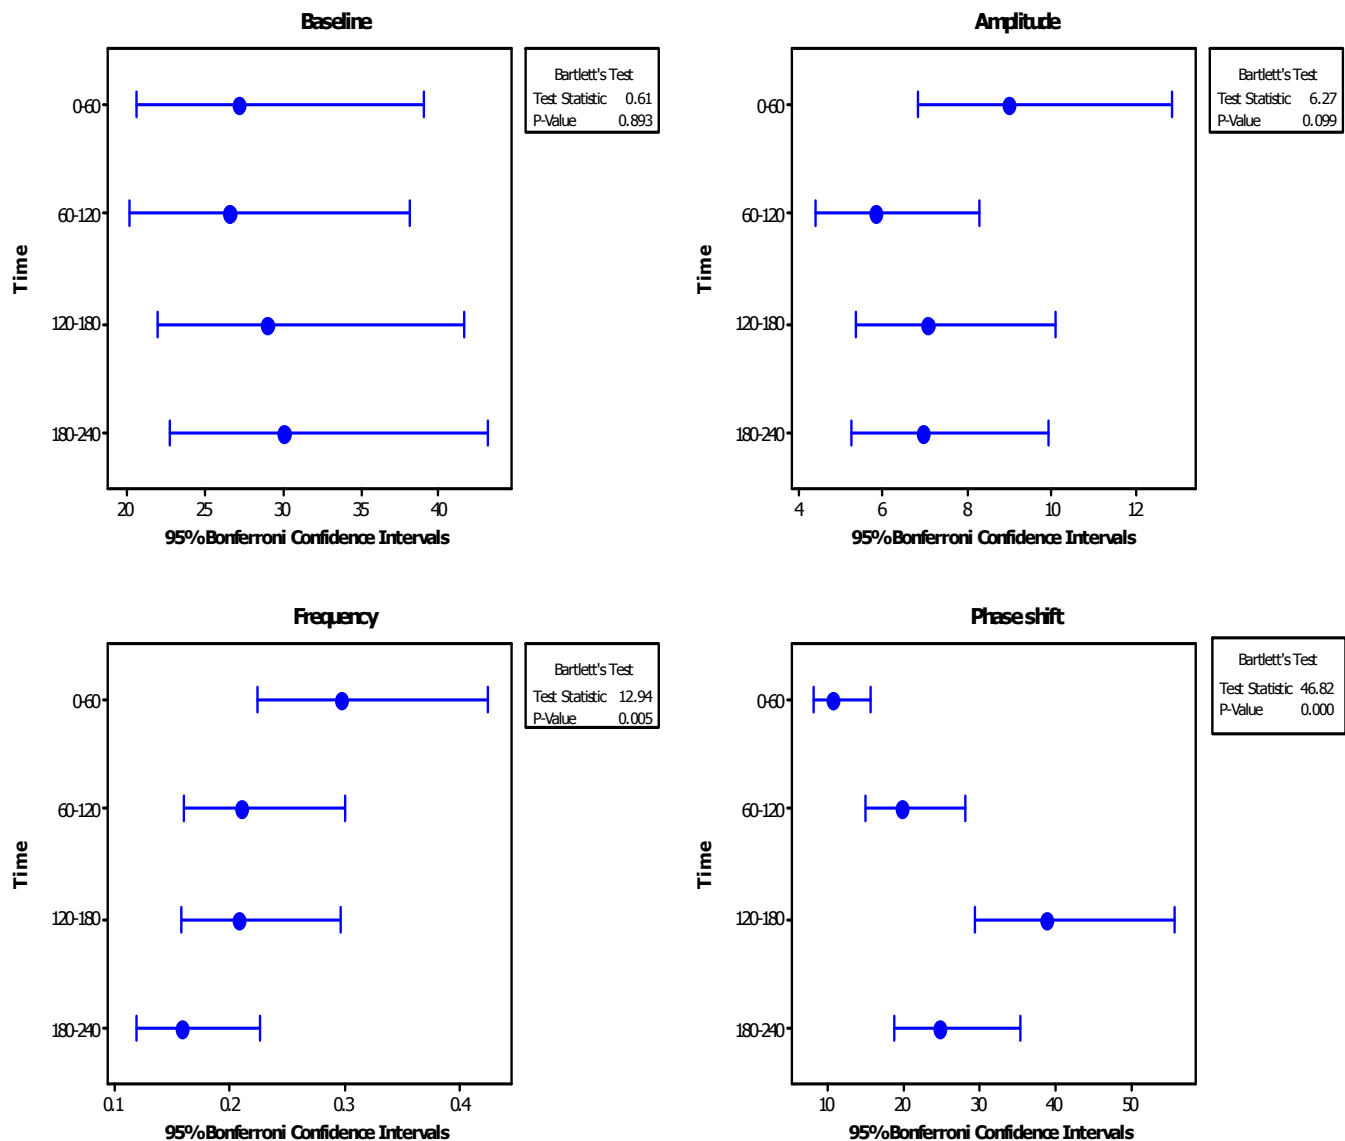 Baseline
Bartlett's Test
Test Statistic 0.61
P-Value 0.893
Time
0-60
60-120
120-180
180-240
20 25 30 35 40
95% Bonferroni Confidence Intervals
Amplitude
Bartlett's Test
Test Statistic 6.27
P-Value 0.099
Time
0-60
60-120
120-180
180-240
4 6 8 10 12
95% Bonferroni Confidence Intervals
Frequency
Bartlett's Test
Test Statistic 12.94
P-Value 0.005
Time
0-60
60-120
120-180
180-240
0.1 0.2 0.3 0.4
95% Bonferroni Confidence Intervals
Phase shift
Bartlett's Test
Test Statistic 46.82
P-Value 0.000
Time
0-60
60-120
120-180
180-240
10 20 30 40 50
95% Bonferroni Confidence Intervals